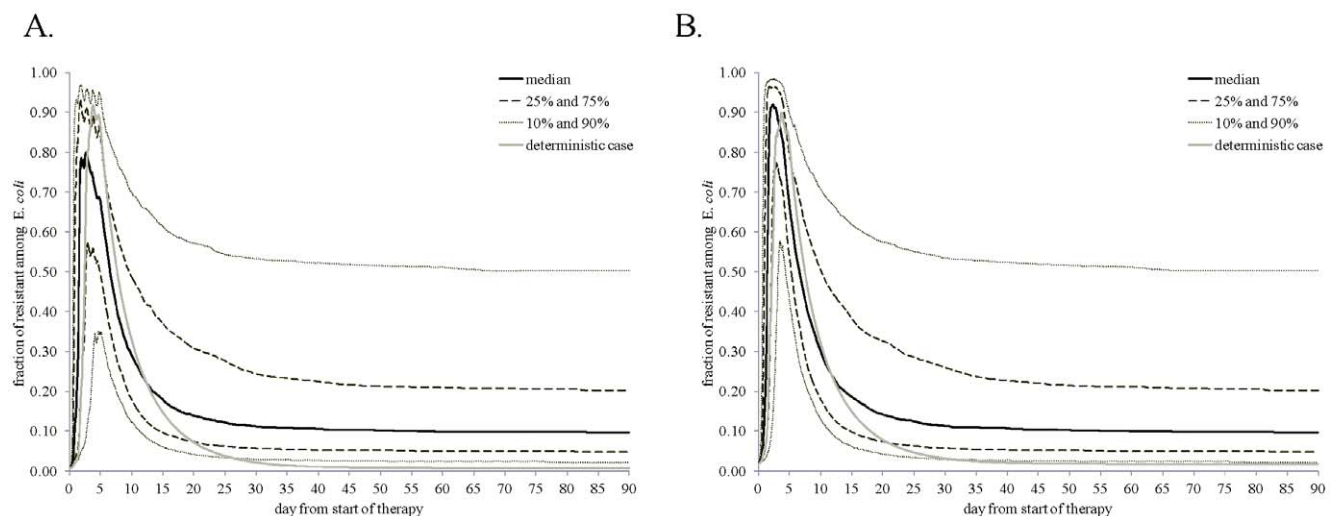 A.
1.00
0.90
0.80
0.70
0.60
0.50
0.40
0.30
0.20
0.10
0.00
fraction of resistant among E. coli
0 5 10 15 20 25 30 35 40 45 50 55 60 65 70 75 80 85 90
day from start of therapy
median
25% and 75%
10% and 90%
deterministic case
B.
1.00
0.90
0.80
0.70
0.60
0.50
0.40
0.30
0.20
0.10
0.00
fraction of resistant among E. coli
0 5 10 15 20 25 30 35 40 45 50 55 60 65 70 75 80 85 90
day from start of therapy
median
25% and 75%
10% and 90%
deterministic case